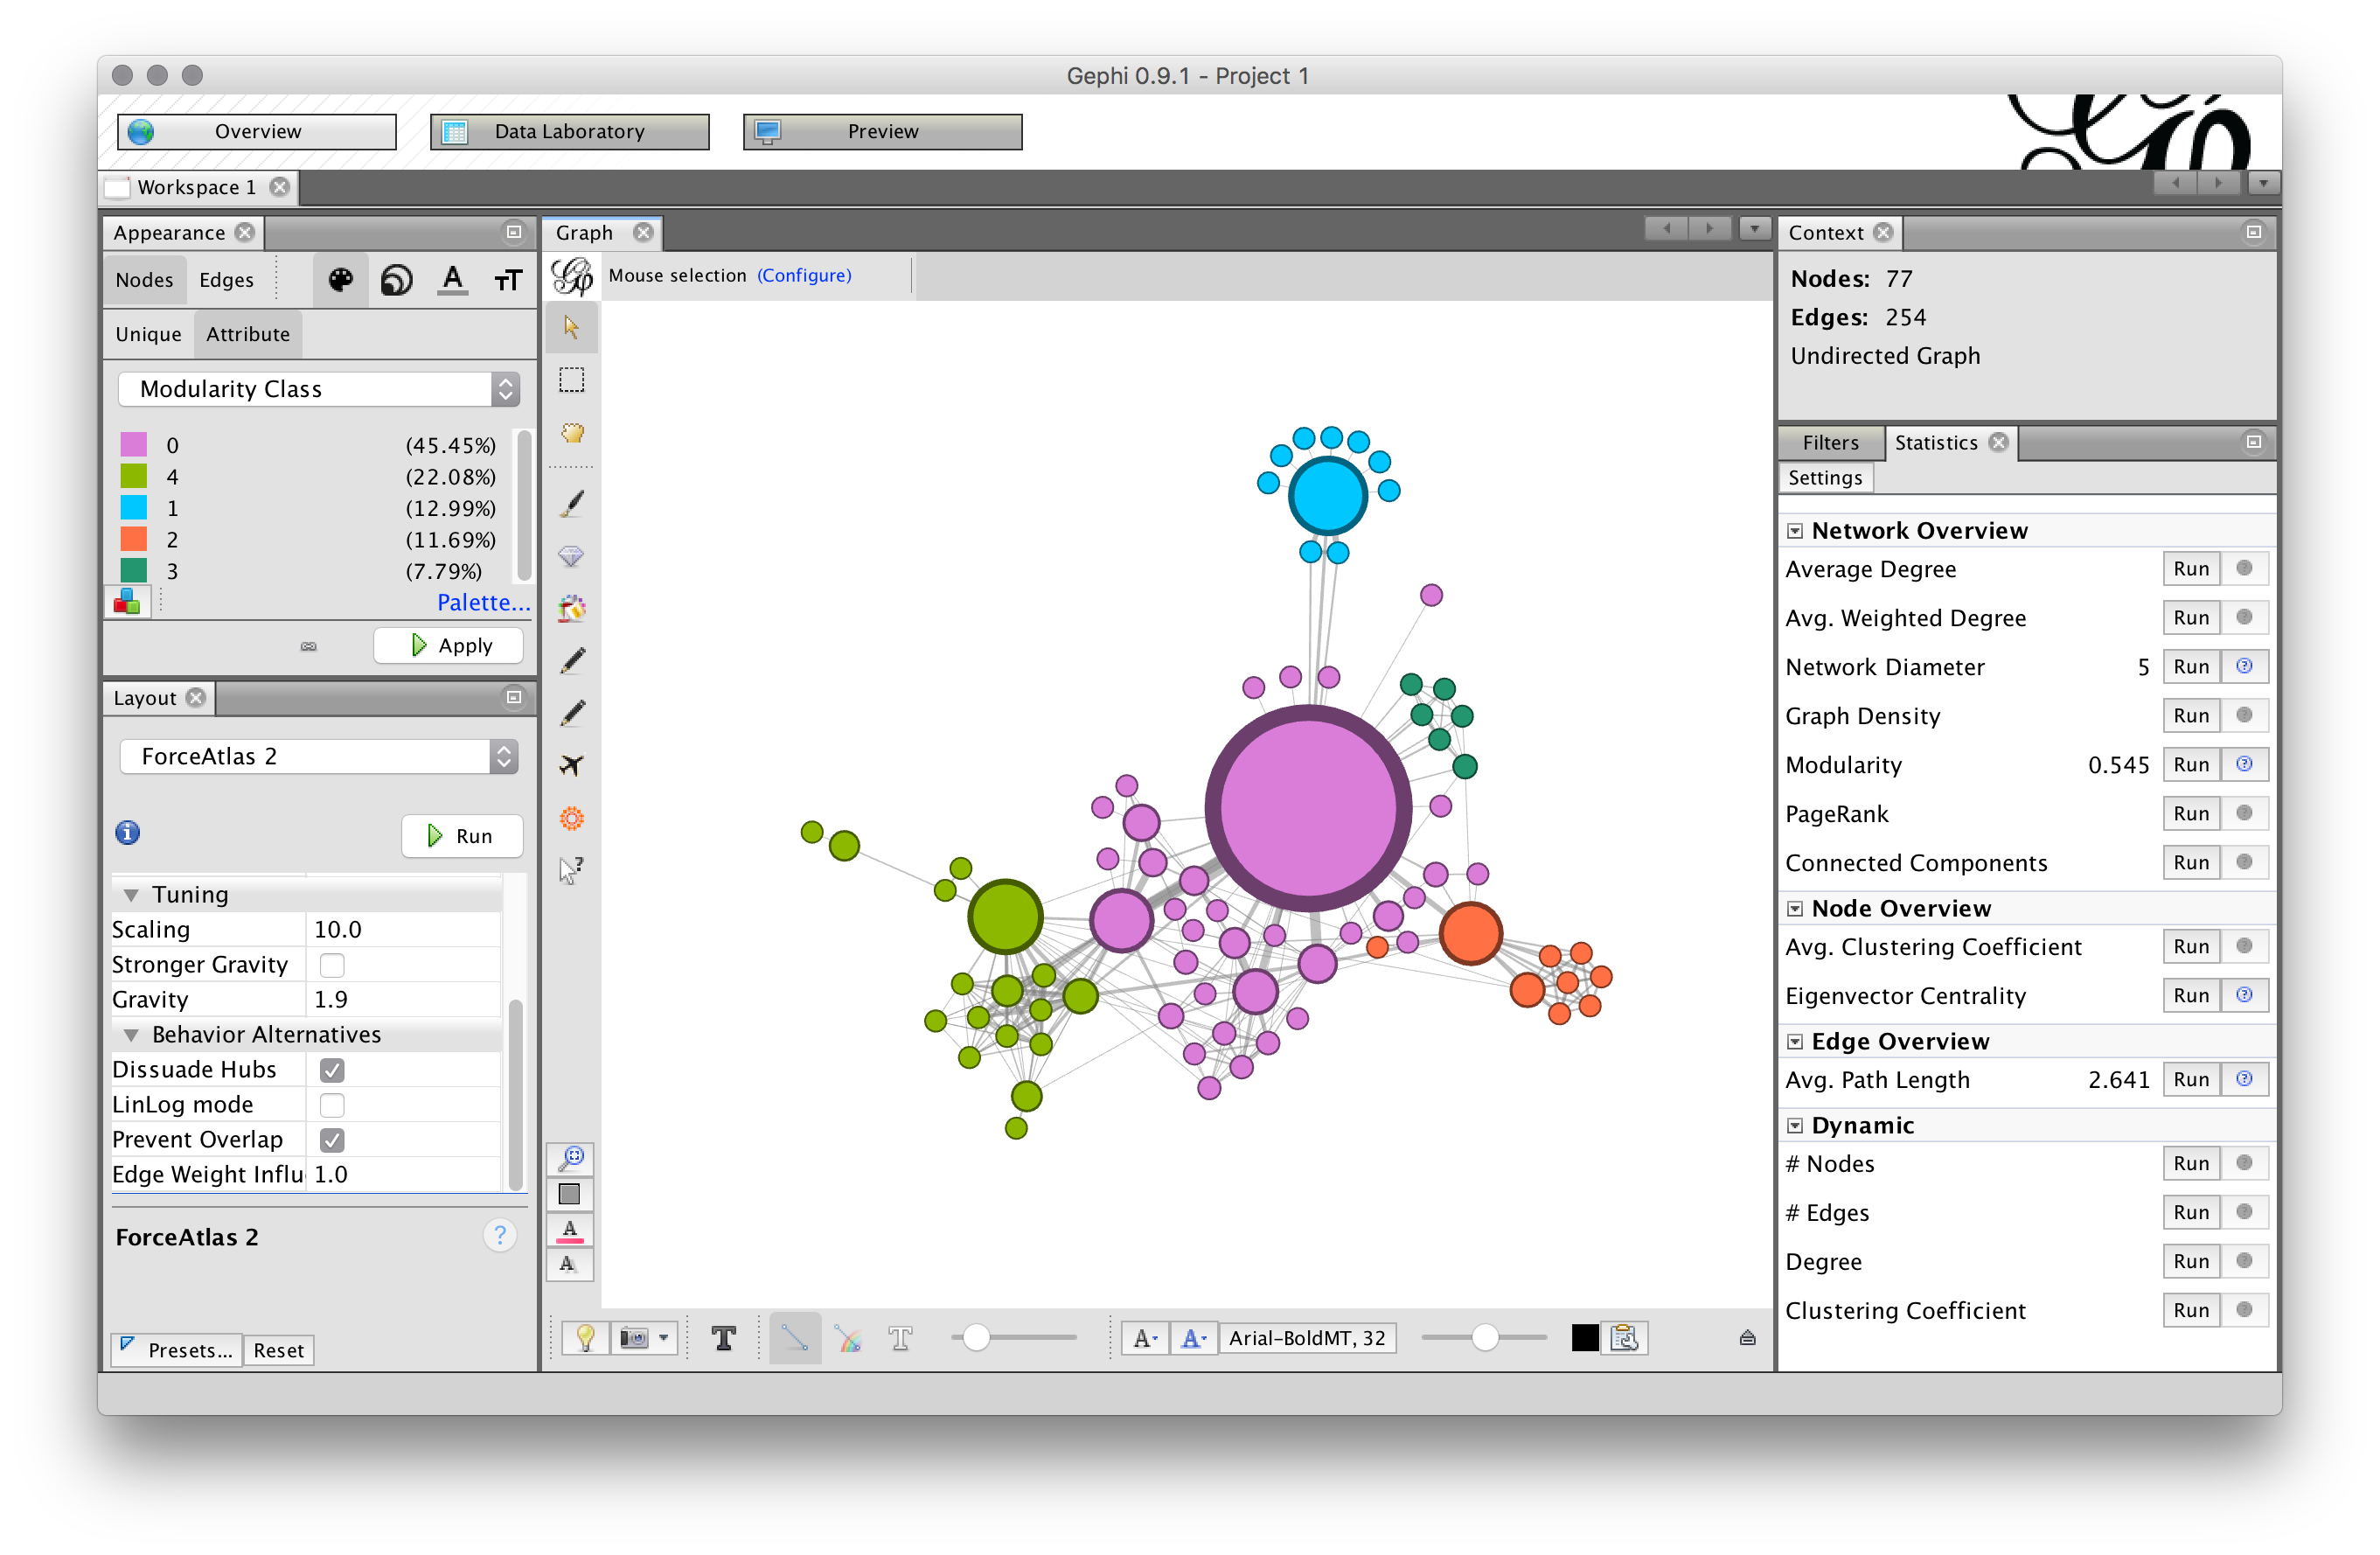 Gephi 0.9.1 - Project 1
Overview
Data Laboratory
Preview
Workspace 1
Appearance
Nodes Edges
Unique Attribute
Modularity Class
0 (45.45%)
4 (22.08%)
1 (12.99%)
2 (11.69%)
3 (7.79%)
Palette...
Apply
Layout
ForceAtlas 2
Run
Tuning
Scaling 10.0
Stronger Gravity
Gravity 1.9
Behavior Alternatives
Dissuade Hubs
LinLog mode
Prevent Overlap
Edge Weight Influ 1.0
ForceAtlas 2
?
Presets... Reset
Graph
Mouse selection (Configure)
Arial-BoldMT, 32
Context
Nodes: 77
Edges: 254
Undirected Graph
Filters Statistics
Settings
Network Overview
Average Degree Run
Avg. Weighted Degree Run
Network Diameter 5 Run
Graph Density Run
Modularity 0.545 Run
PageRank Run
Connected Components Run
Node Overview
Avg. Clustering Coefficient Run
Eigenvector Centrality Run
Edge Overview
Avg. Path Length 2.641 Run
Dynamic
# Nodes Run
# Edges Run
Degree Run
Clustering Coefficient Run